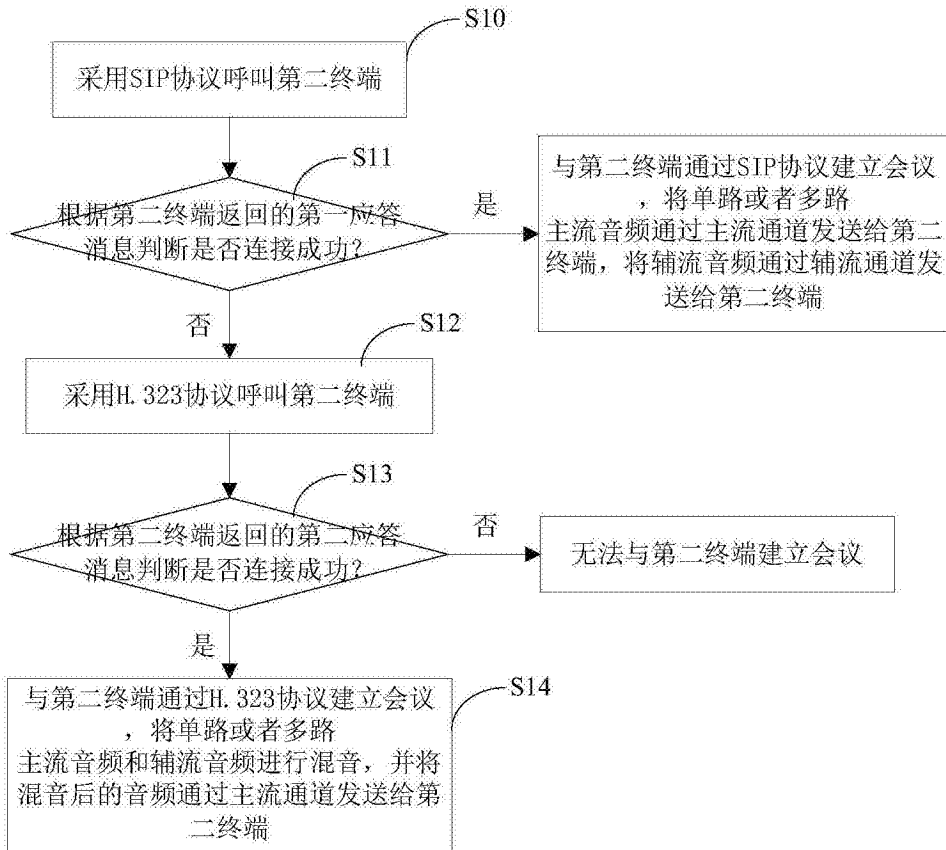 S10
采用SIP协议呼叫第二终端
S11
根据第二终端返回的第一应答
消息判断是否连接成功?
是
与第二终端通过SIP协议建立会议
，将单路或者多路
主流音频通过主流通道发送给第二
终端，将辅流音频通过辅流通道发
送给第二终端
否
S12
采用H.323协议呼叫第二终端
S13
根据第二终端返回的第二应答
消息判断是否连接成功?
否
无法与第二终端建立会议
是
S14
与第二终端通过H.323协议建立会议
，将单路或者多路
主流音频和辅流音频进行混音，并将
混音后的音频通过主流通道发送给第
二终端